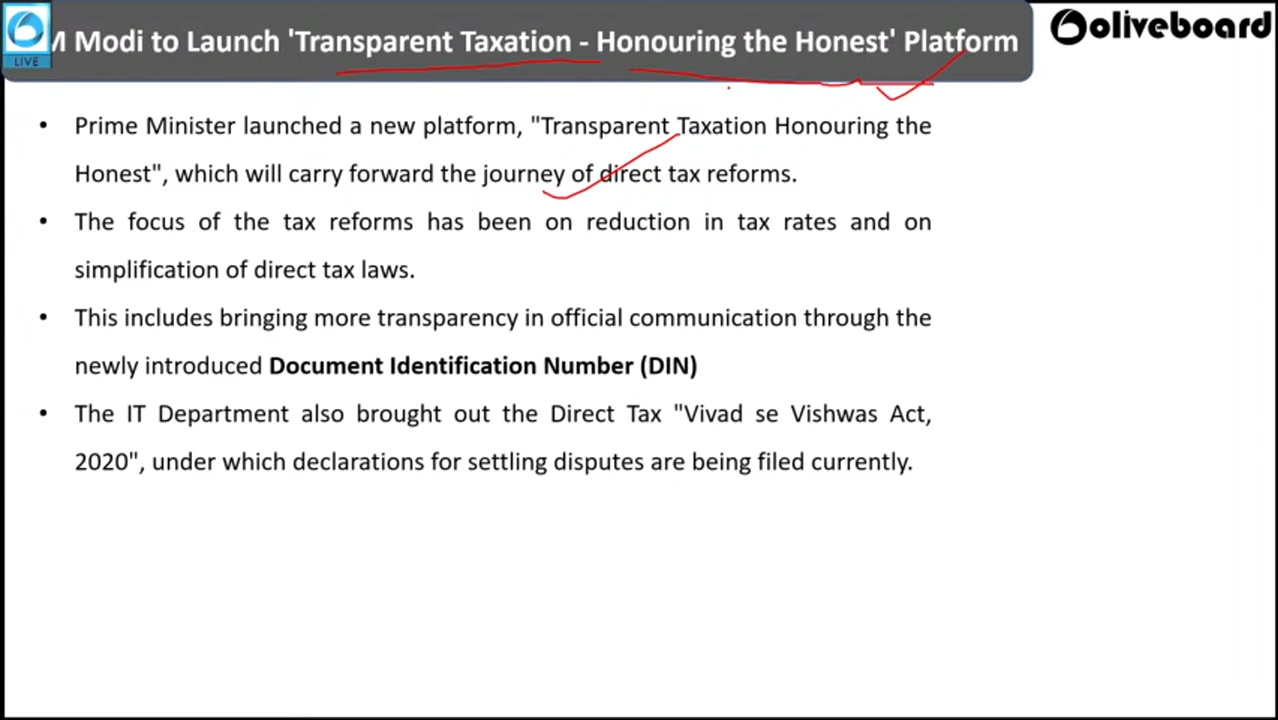 M Modi to Launch 'Transparent Taxation - Honouring the Honest' Platform
LIVE
oliveboard
• Prime Minister launched a new platform, "Transparent Taxation Honouring the
Honest", which will carry forward the journey of direct tax reforms.
• The focus of the tax reforms has been on reduction in tax rates and on
simplification of direct tax laws.
• This includes bringing more transparency in official communication through the
newly introduced Document Identification Number (DIN)
• The IT Department also brought out the Direct Tax "Vivad se Vishwas Act,
2020", under which declarations for settling disputes are being filed currently.